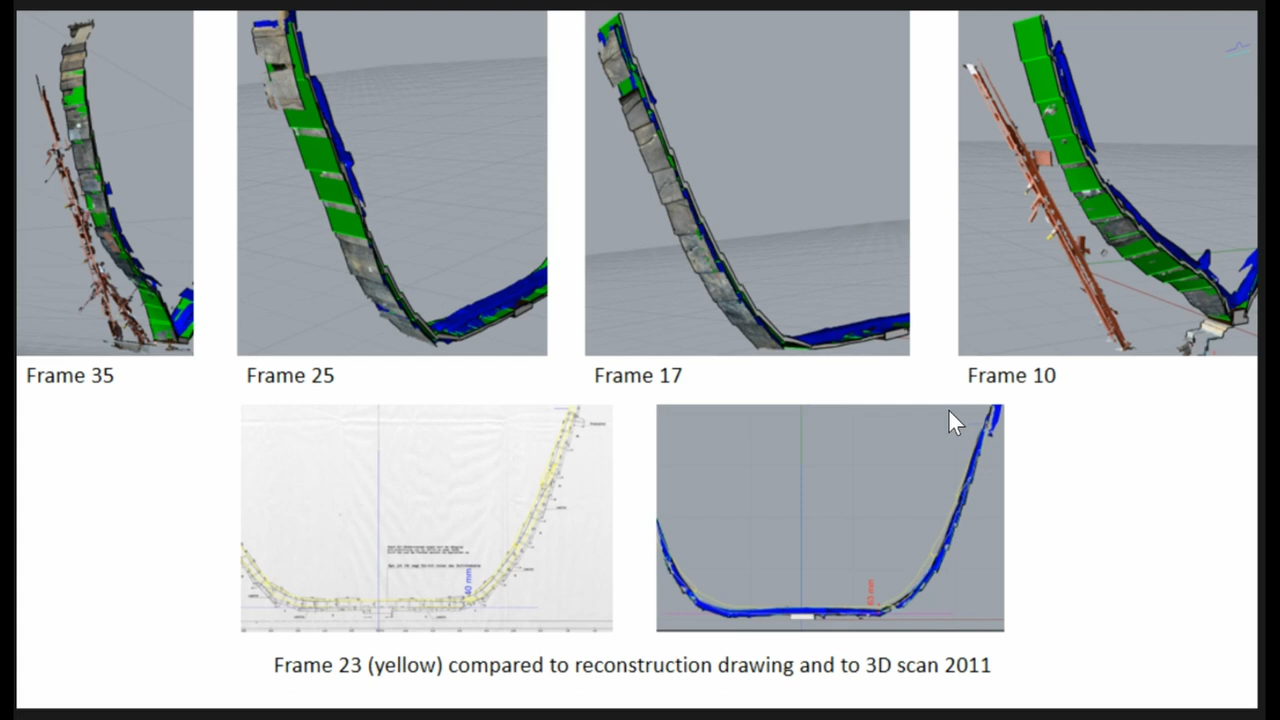 Frame 35
Frame 25
Frame 17
Frame 10
40 mm
Frame 23 (yellow) compared to reconstruction drawing and to 3D scan 2011